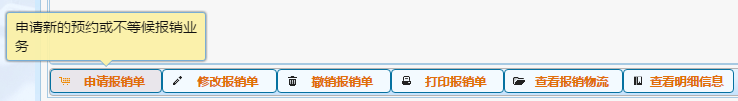 申请新的预约或不等候报销业
务
申请报销单 修改报销单 撤销报销单 打印报销单 查看报销物流 查看明细信息